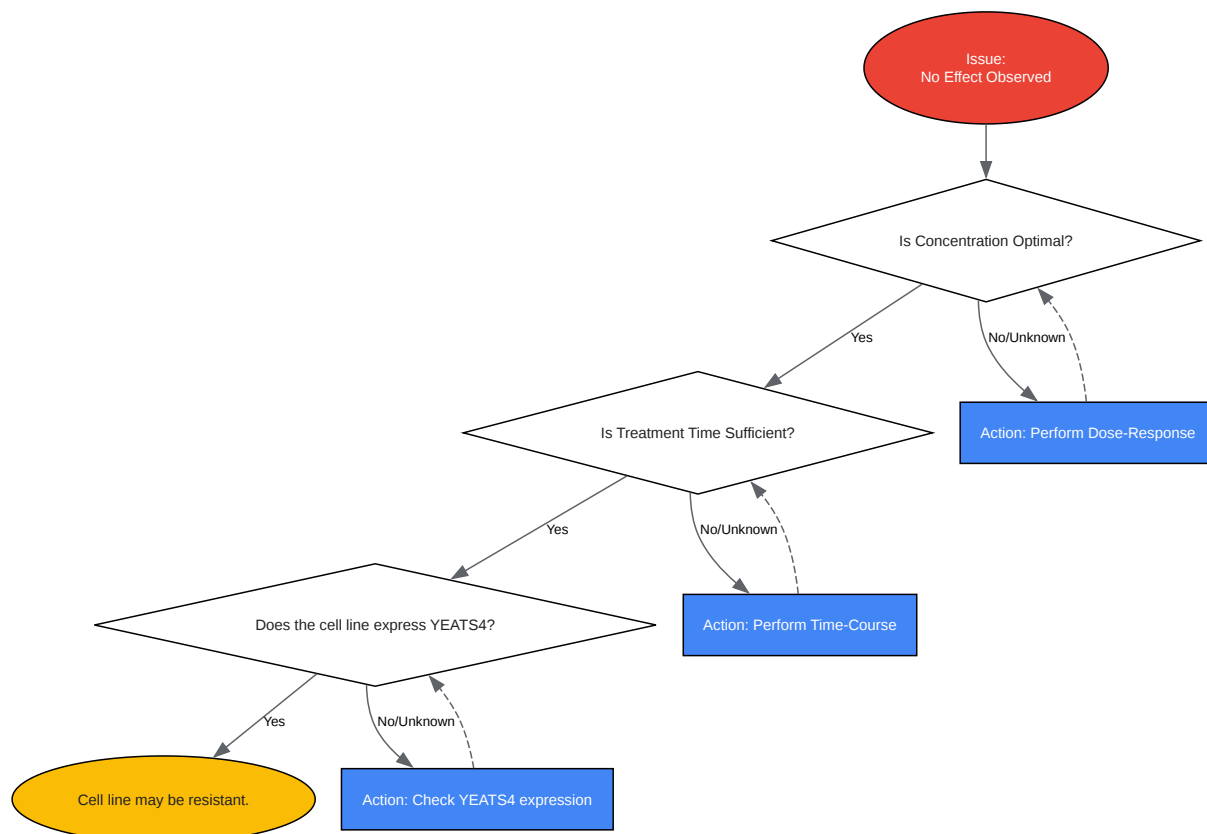 Issue:
No Effect Observed
Is Concentration Optimal?
Yes
No/Unknown
Is Treatment Time Sufficient?
Action: Perform Dose-Response
Yes
No/Unknown
Does the cell line express YEATS4?
Action: Perform Time-Course
Yes
No/Unknown
Cell line may be resistant.
Action: Check YEATS4 expression